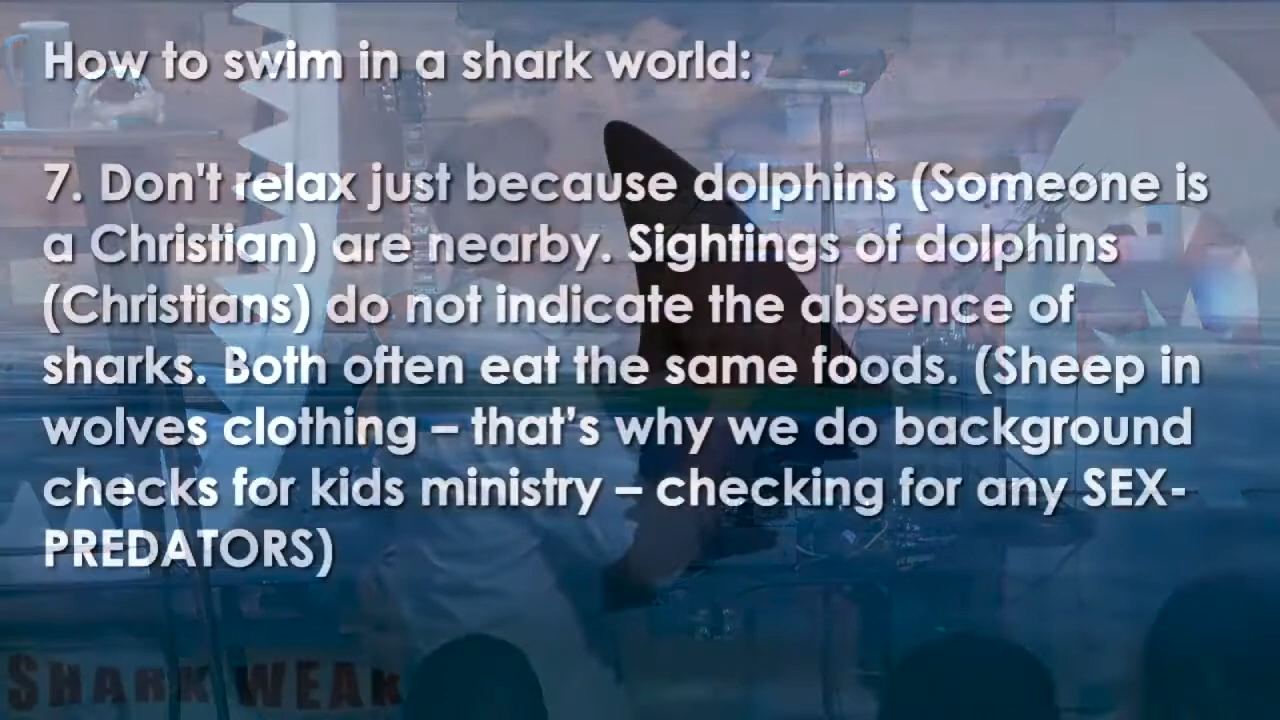 How to swim in a shark world:
7. Don't relax just because dolphins (Someone is
a Christian) are nearby. Sightings of dolphins
(Christians) do not indicate the absence of
sharks. Both often eat the same foods. (Sheep in
wolves clothing – that's why we do background
checks for kids ministry – checking for any SEX-
PREDATORS)
SHARK WEAK